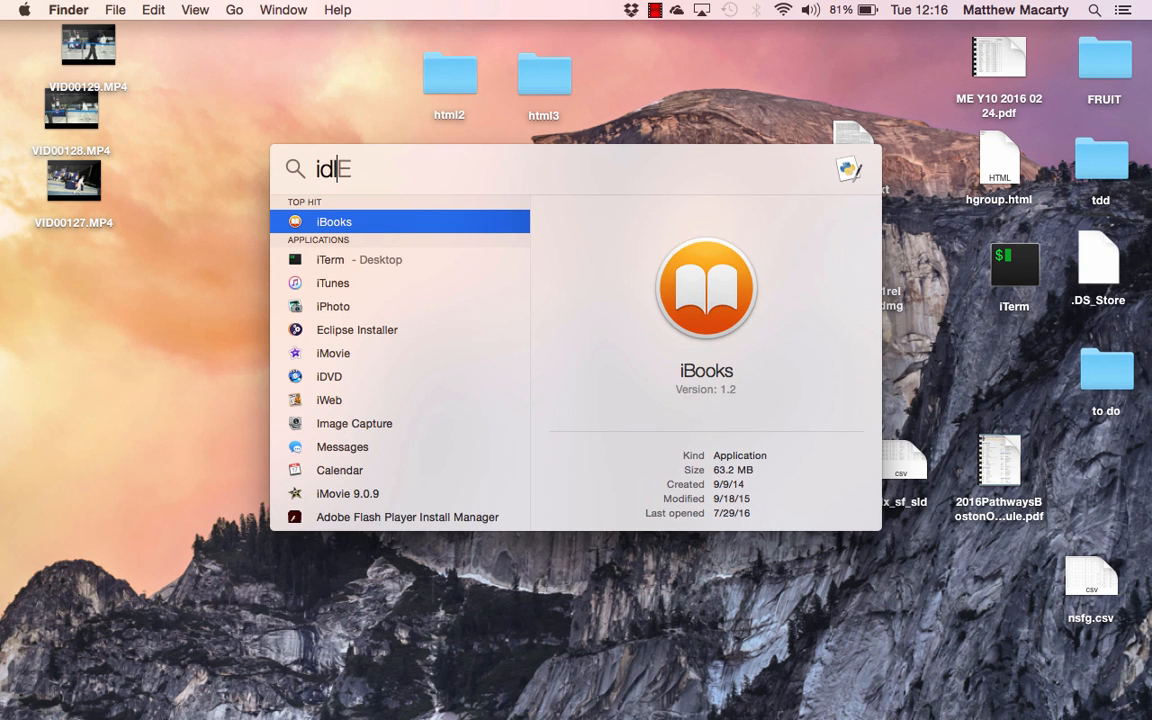 Finder File Edit View Go Window Help 81% Tue 12:16 Matthew Macarty
VID00129.MP4
VID00128.MP4
VID00127.MP4
html2
html3
idlE
TOP HIT
iBooks
APPLICATIONS
iTerm - Desktop
iTunes
iPhoto
Eclipse Installer
iMovie
iDVD
iWeb
Image Capture
Messages
Calendar
iMovie 9.0.9
Adobe Flash Player Install Manager
iBooks
Version: 1.2
Kind Application
Size 63.2 MB
Created 9/9/14
Modified 9/18/15
Last opened 7/29/16
ME Y10 2016 02
24.pdf
FRUIT
HTML
hgroup.html
tdd
$
iTerm
.DS_Store
to do
csv
2016PathwaysB
ostonO...ule.pdf
csv
nsfg.csv